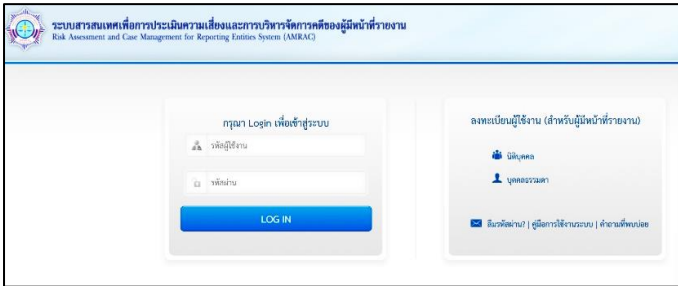 ระบบสารสนเทศเพื่อการประเมินความเสี่ยงและการบริหารจัดการคดีของผู้มีหน้าที่รายงาน
Risk Assessment and Case Management for Reporting Entities System (AMRAC)
กรุณา Login เพื่อเข้าสู่ระบบ
รหัสผู้ใช้งาน
รหัสผ่าน
LOG IN
ลงทะเบียนผู้ใช้งาน (สำหรับผู้มีหน้าที่รายงาน)
นิติบุคคล
บุคคลธรรมดา
ลืมรหัสผ่าน? | คู่มือการใช้งานระบบ | คำถามที่พบบ่อย